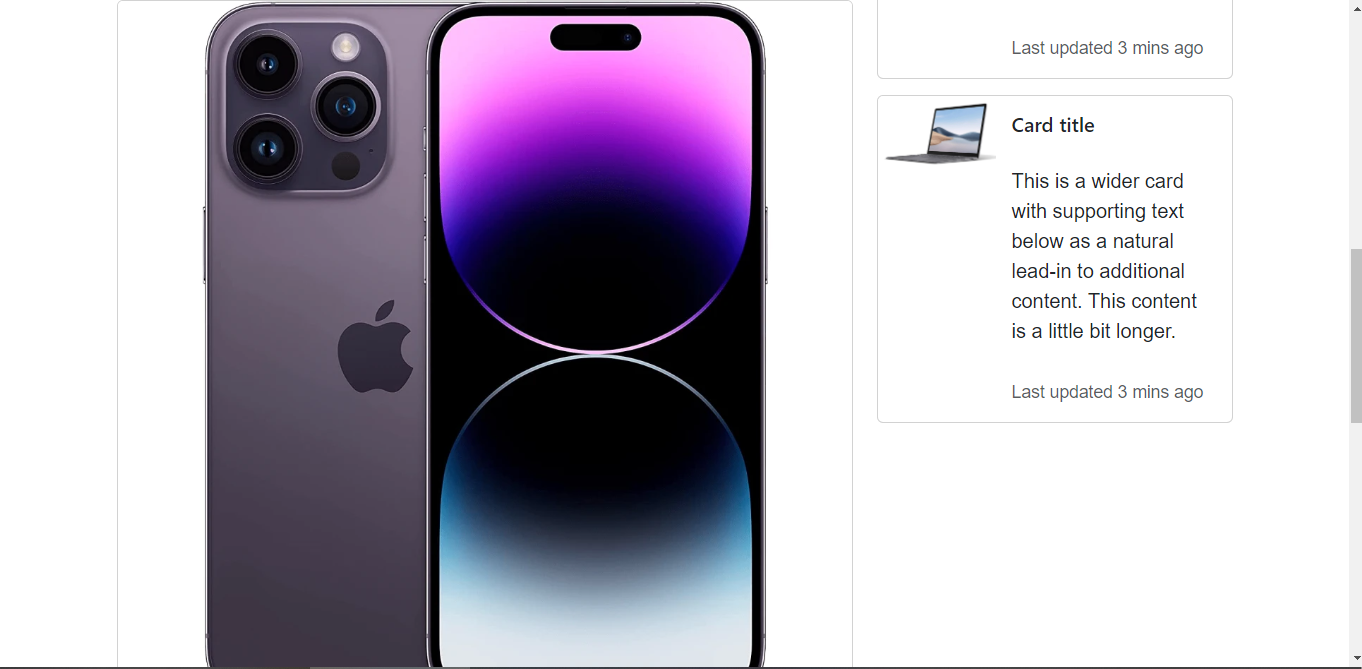 Last updated 3 mins ago
Card title
This is a wider card
with supporting text
below as a natural
lead-in to additional
content. This content
is a little bit longer.
Last updated 3 mins ago